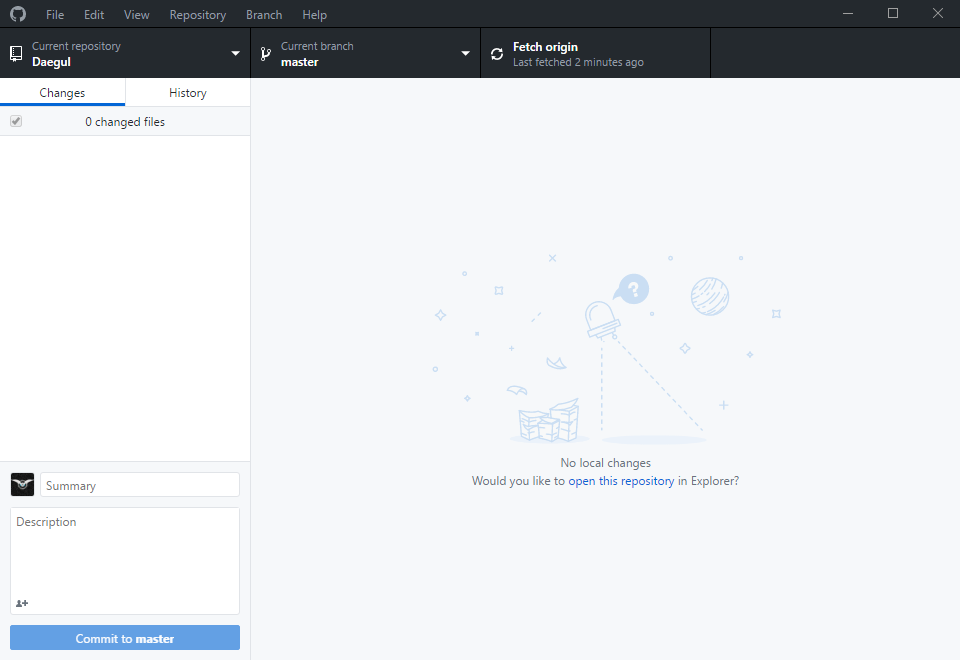 File Edit View Repository Branch Help
Current repository
Daegul
Current branch
master
Fetch origin
Last fetched 2 minutes ago
Changes
History
0 changed files
?
No local changes
Would you like to open this repository in Explorer?
Summary
Description
Commit to master